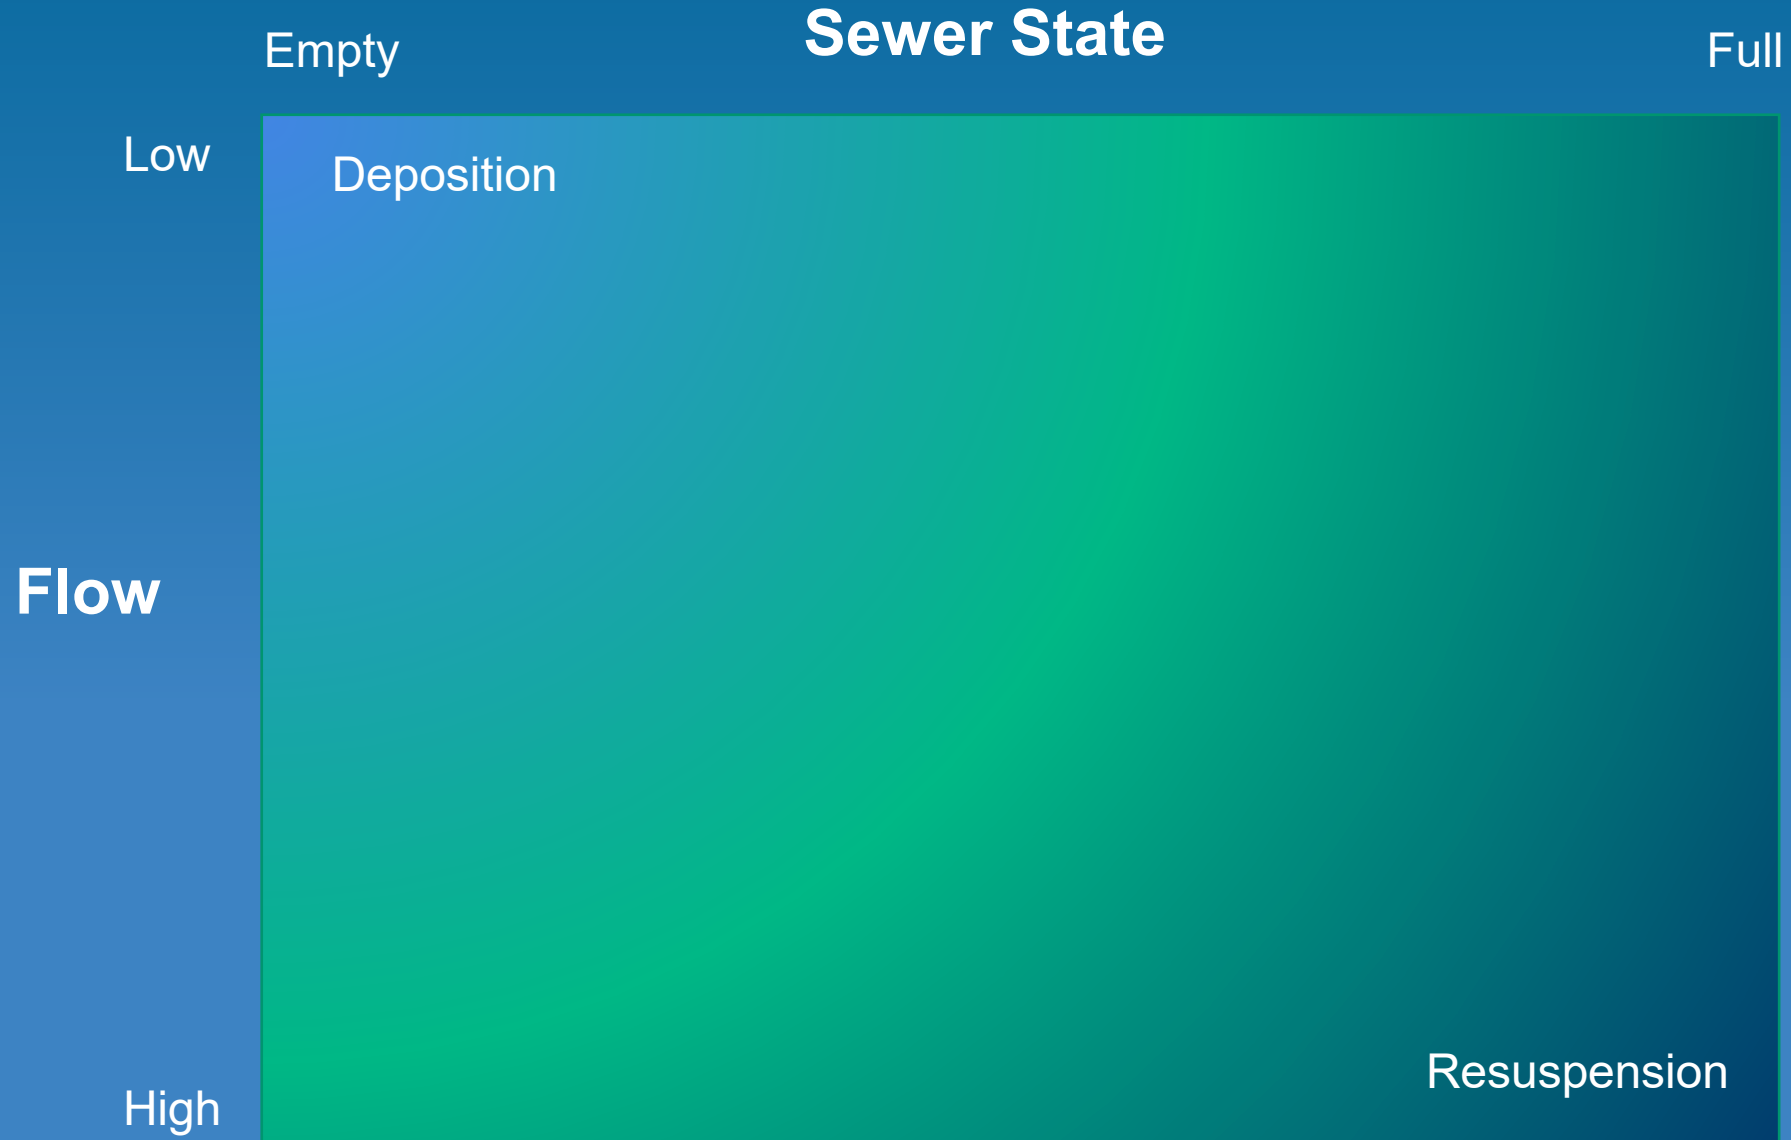 Sewer State
Empty
Full
Low
Deposition
Flow
Resuspension
High